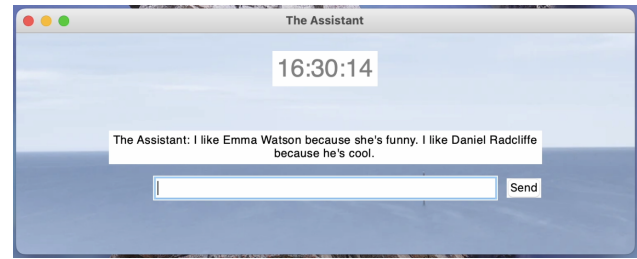 The Assistant
16:30:14
The Assistant: I like Emma Watson because she's funny. I like Daniel Radcliffe
because he's cool.
Send